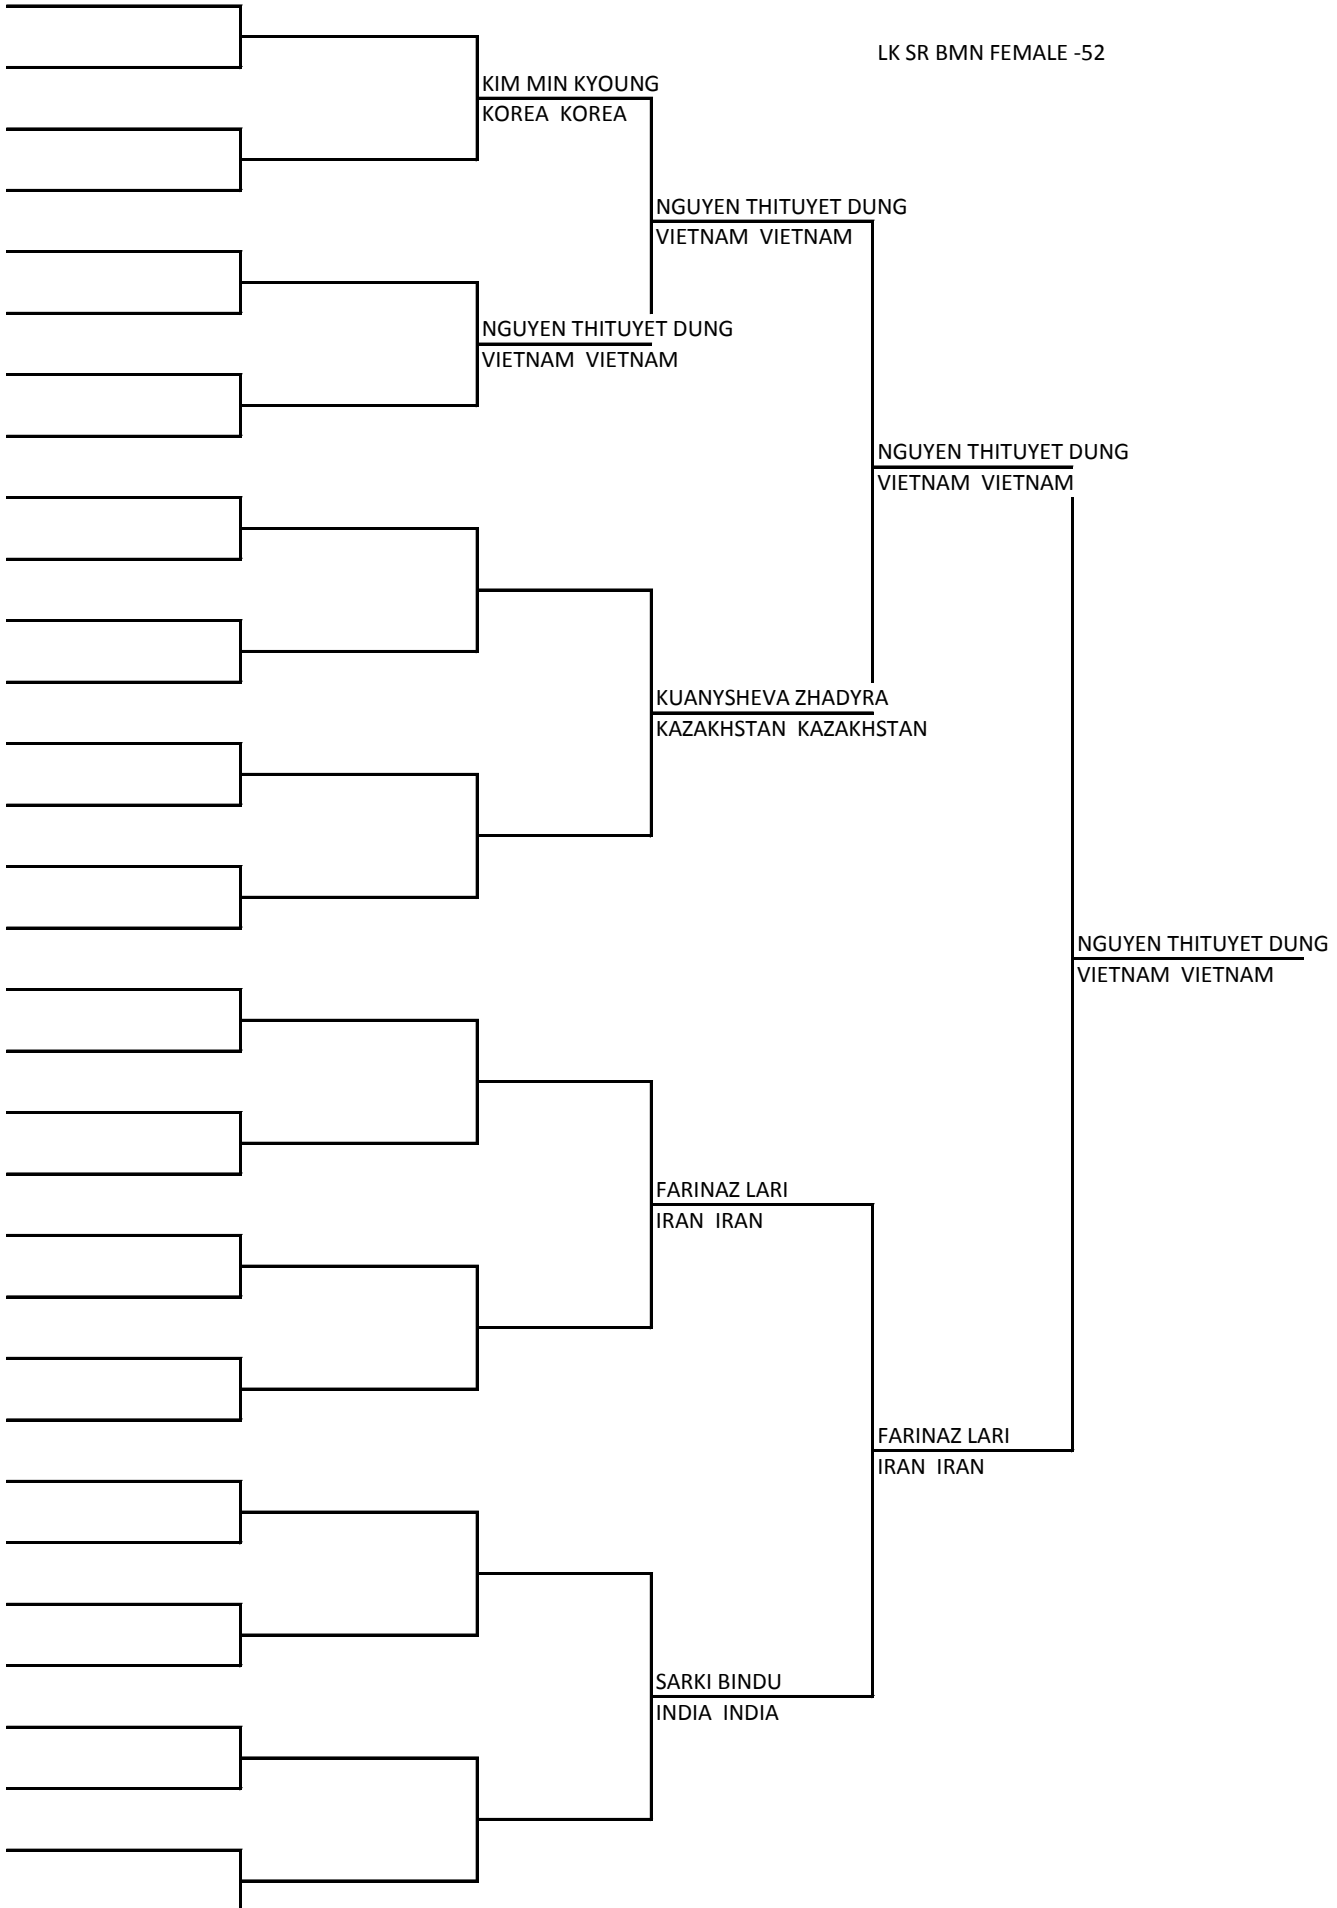 LK SR BMN FEMALE -52
KIM MIN KYOUNG
KOREA  KOREA
NGUYEN THITUYET DUNG
VIETNAM  VIETNAM
NGUYEN THITUYET DUNG
VIETNAM  VIETNAM
NGUYEN THITUYET DUNG
VIETNAM  VIETNAM
KUANYSHEVA ZHADYRA
KAZAKHSTAN  KAZAKHSTAN
NGUYEN THITUYET DUNG
VIETNAM  VIETNAM
FARINAZ LARI
IRAN  IRAN
FARINAZ LARI
IRAN  IRAN
SARKI BINDU
INDIA  INDIA